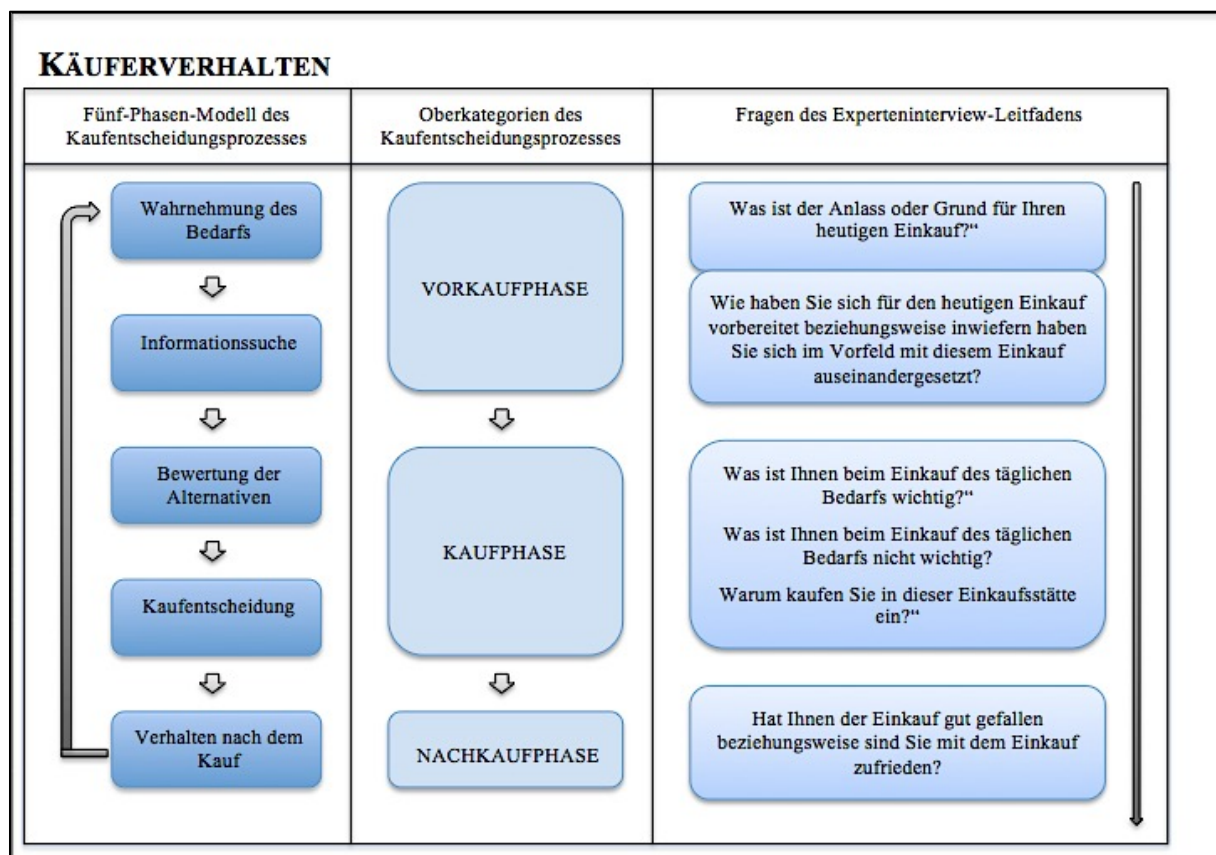 KÄUFERVERHALTEN
Fünf-Phasen-Modell des
Kaufentscheidungsprozesses
Oberkategorien des
Kaufentscheidungsprozesses
Fragen des Experteninterview-Leitfadens
Wahrnehmung des
Bedarfs
Informationssuche
Bewertung der
Alternativen
Kaufentscheidung
Verhalten nach dem
Kauf
VORKAUFPHASE
KAUFPHASE
NACHKAUFPHASE
Was ist der Anlass oder Grund für Ihren
heutigen Einkauf?“
Wie haben Sie sich für den heutigen Einkauf
vorbereitet beziehungsweise inwiefern haben
Sie sich im Vorfeld mit diesem Einkauf
auseinandergesetzt?
Was ist Ihnen beim Einkauf des täglichen
Bedarfs wichtig?“
Was ist Ihnen beim Einkauf des täglichen
Bedarfs nicht wichtig?
Warum kaufen Sie in dieser Einkaufsstätte
ein?“
Hat Ihnen der Einkauf gut gefallen
beziehungsweise sind Sie mit dem Einkauf
zufrieden?